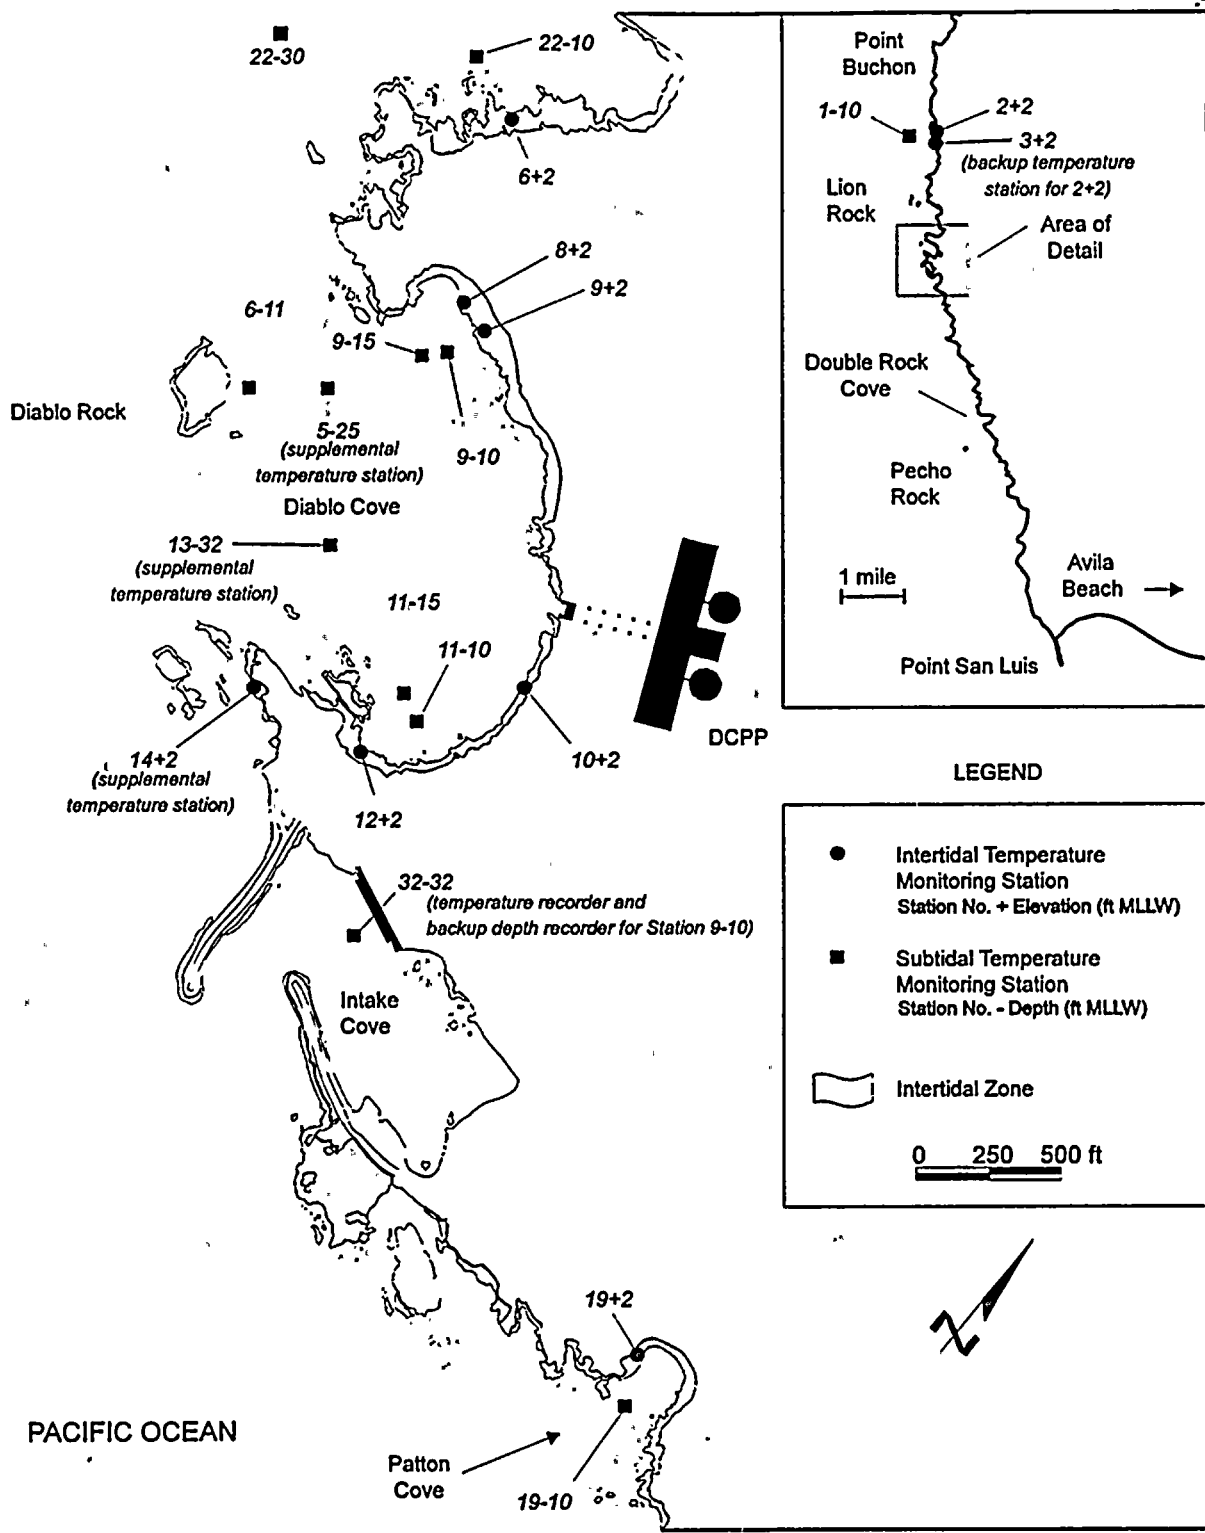 22-30
22-10
6+2
8+2
9+2
6-11
9-15
Diablo Rock
5-25
(supplemental
temperature station)
9-10
Diablo Cove
13-32
(supplemental
temperature station)
11-15
11-10
14+2
(supplemental
temperature station)
12+2
10+2
DCPP
32-32
(temperature recorder and
backup depth recorder for Station 9-10)
Intake
Cove
19+2
PACIFIC OCEAN
Patton
Cove
19-10
Point
Buchon
1-10
2+2
3+2
(backup temperature
station for 2+2)
Lion
Rock
Area of
Detail
Double Rock
Cove
Pecho
Rock
1 mile
Avila
Beach
Point San Luis
LEGEND
Intertidal Temperature
Monitoring Station
Station No. + Elevation (ft MLLW)
Subtidal Temperature
Monitoring Station
Station No. - Depth (ft MLLW)
Intertidal Zone
0 250 500 ft
N